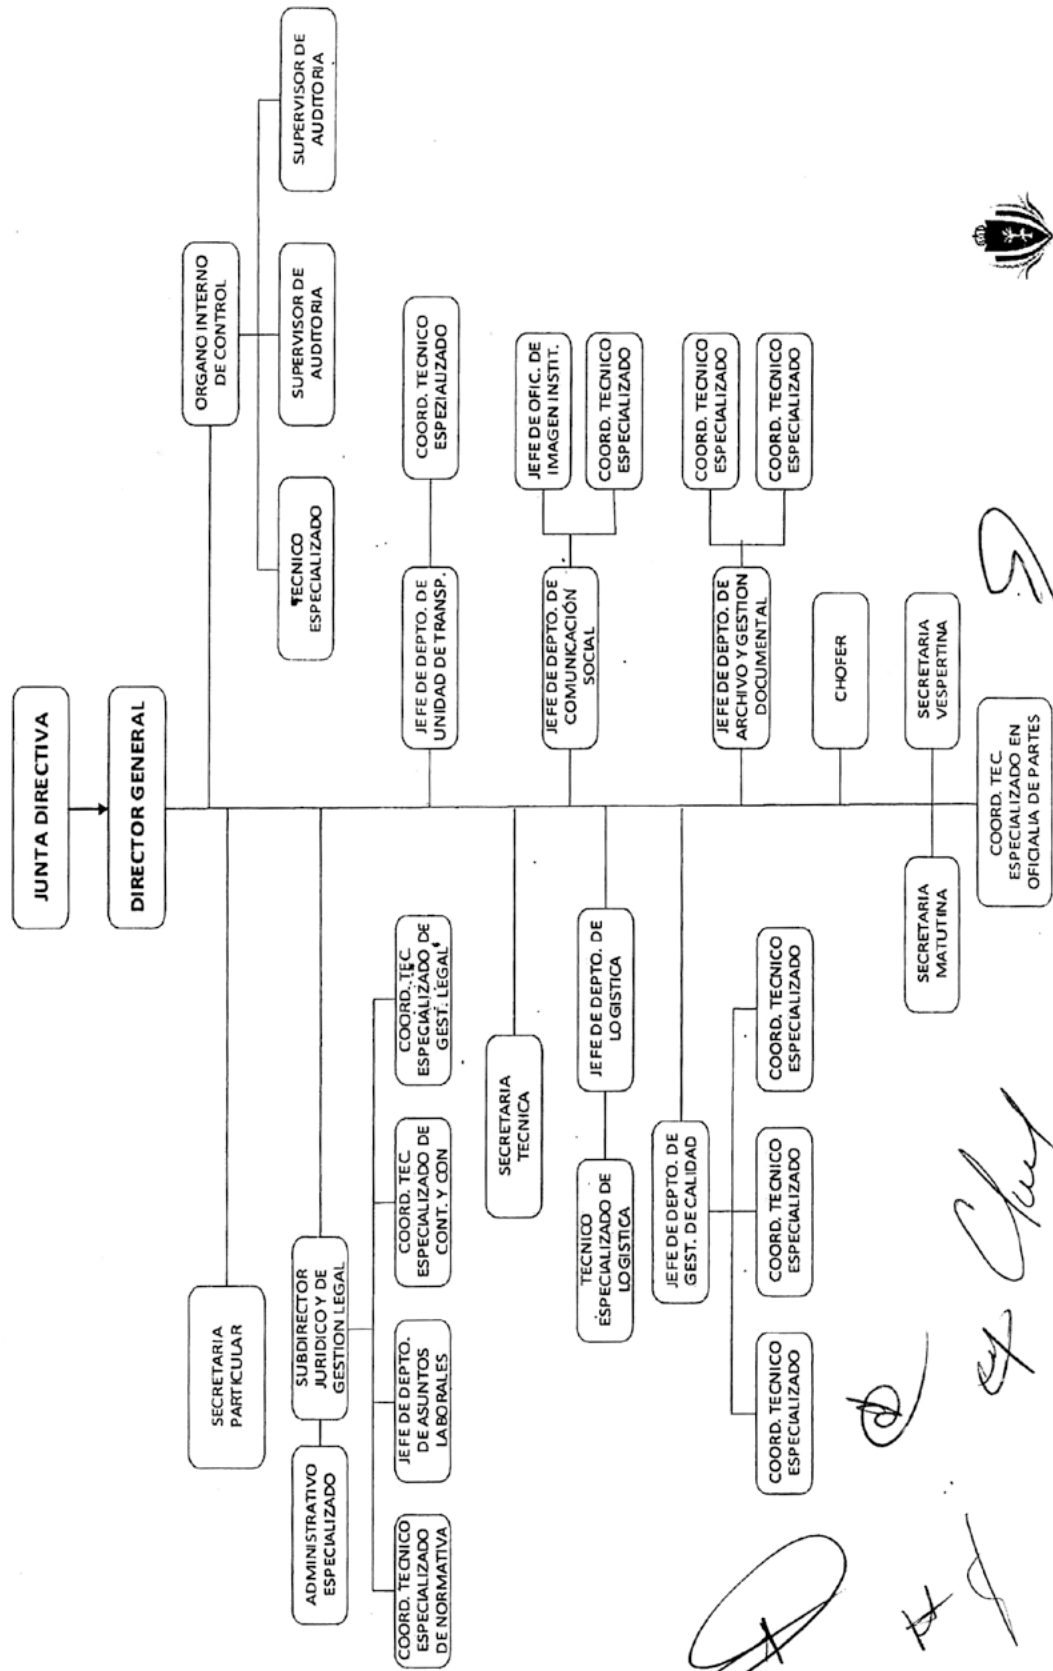 JUNTA DIRECTIVA
DIRECTOR GENERAL
SECRETARIA
PARTICULAR
ORGANO INTERNO
DE CONTROL
TECNICO
ESPECIALIZADO
SUPERVISOR DE
AUDITORIA
SUPERVISOR DE
AUDITORIA
ADMINISTRATIVO
ESPECIALIZADO
SUBDIRECTOR
JURIDICO Y DE
GESTION LEGAL
COORD. TECNICO
ESPECIALIZADO
DE NORMATIVA
JEFE DE DEPTO.
DE ASUNTOS
LABORALES
COORD. TEC.
ESPECIALIZADO DE
CONT. Y CON
COORD. TEC.
ESPECIALIZADO DE
GEST. LEGAL
JEFE DE DEPTO. DE
UNIDAD DE TRANSP.
COORD. TECNICO
ESPEZIALIZADO
SECRETARIA
TECNICA
JEFE DE DEPTO. DE
COMUNICACIÓN
SOCIAL
JEFE DE OFIC. DE
IMAGEN INSTIT.
COORD. TECNICO
ESPECIALIZADO
TECNICO
ESPECIALIZADO DE
LOGISTICA
JEFE DE DEPTO. DE
LOGISTICA
JEFE DE DEPTO. DE
GEST. DE CALIDAD
COORD. TECNICO
ESPECIALIZADO
COORD. TECNICO
ESPECIALIZADO
COORD. TECNICO
ESPECIALIZADO
JEFE DE DEPTO. DE
ARCHIVO Y GESTION
DOCUMENTAL
COORD. TECNICO
ESPECIALIZADO
COORD. TECNICO
ESPECIALIZADO
CHOFER
SECRETARIA
MATUTINA
SECRETARIA
VESPERTINA
COORD. TEC.
ESPECIALIZADO EN
OFICIALIA DE PARTES